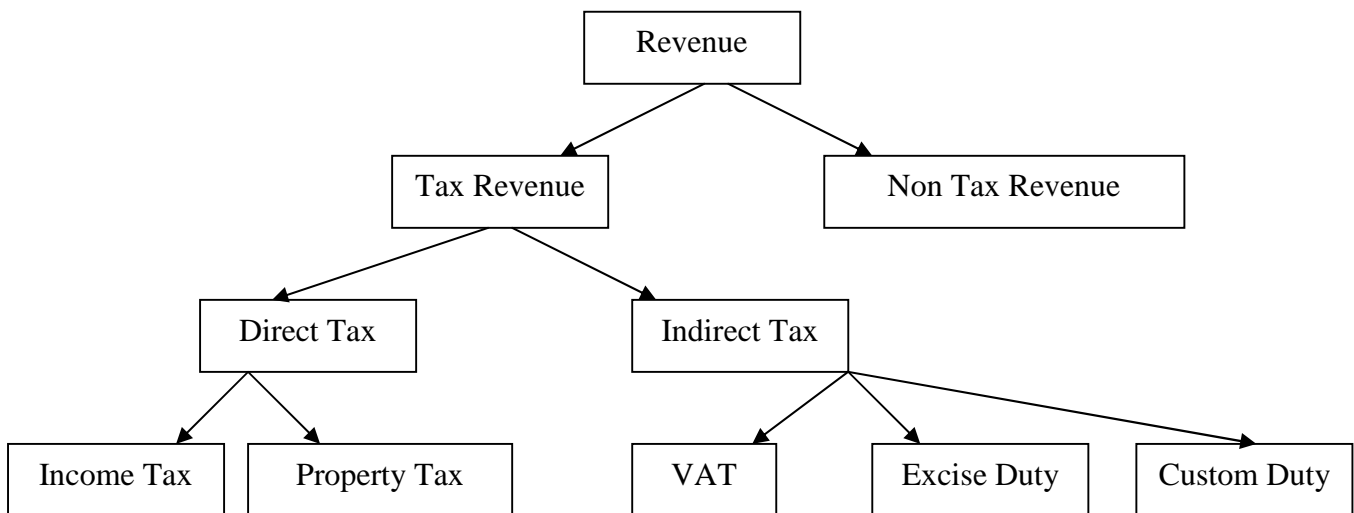 Revenue
Tax Revenue
Non Tax Revenue
Direct Tax
Indirect Tax
Income Tax
Property Tax
VAT
Excise Duty
Custom Duty